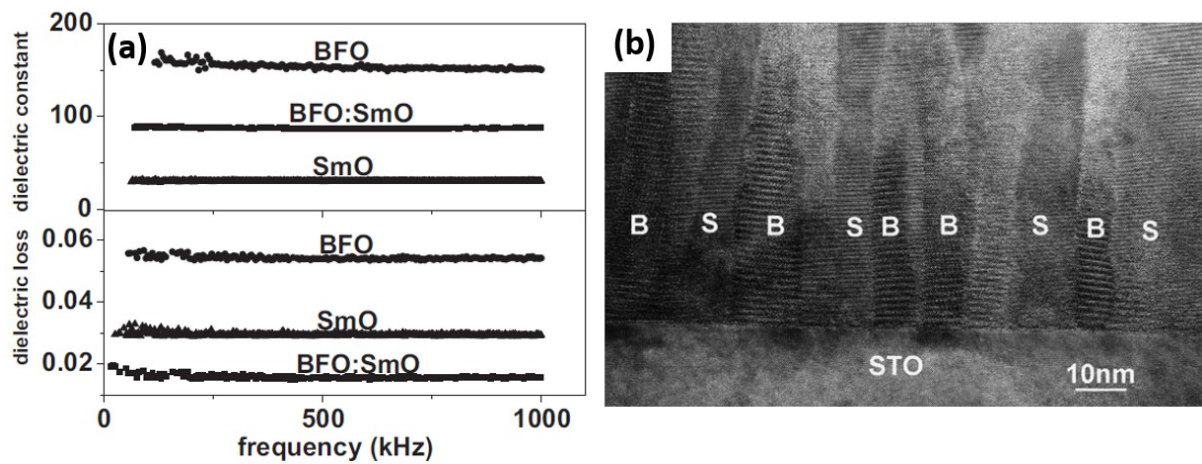 (a)
200
100
0
dielectric constant
BFO
BFO:SmO
SmO
0.06
0.04
0.02
dielectric loss
BFO
SmO
BFO:SmO
0
500
1000
frequency (kHz)
(b)
B S B S B B S B S
STO
10nm